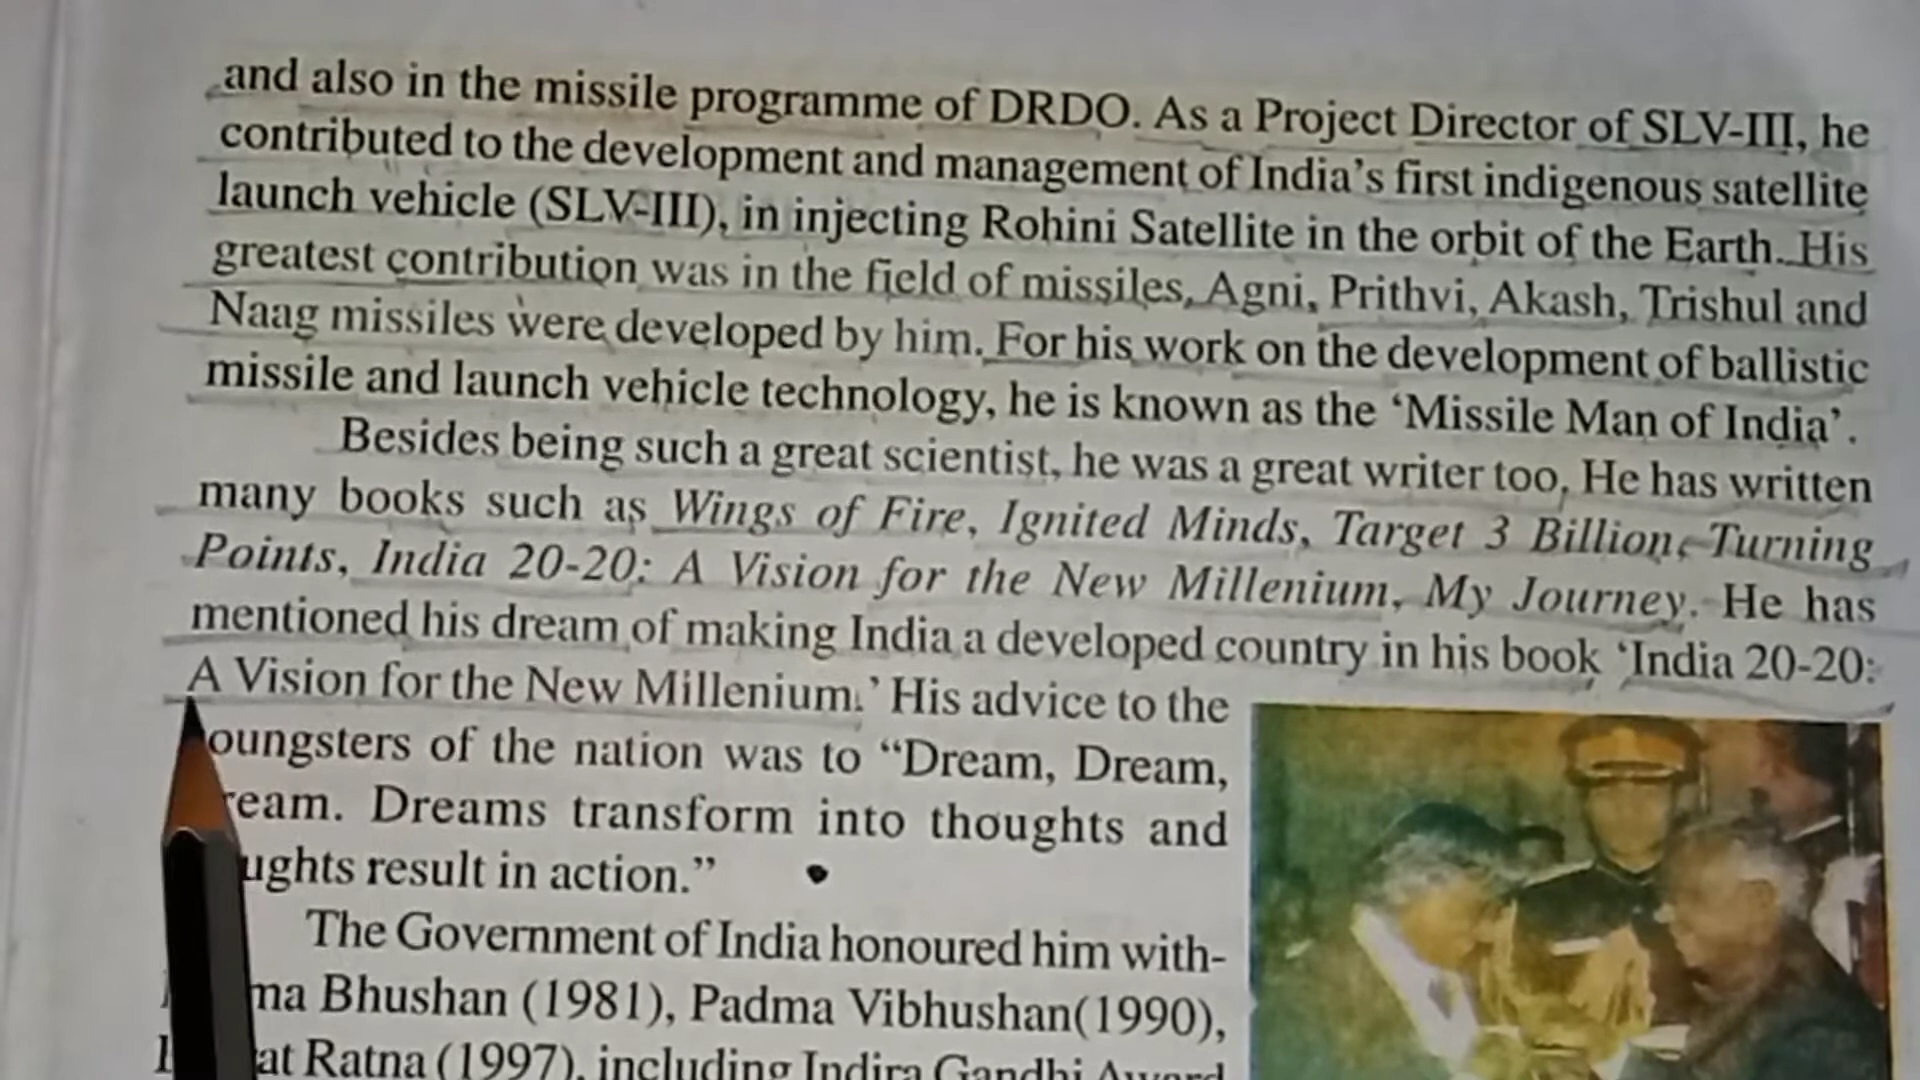 and also in the missile programme of DRDO. As a Project Director of SLV-III, he
contributed to the development and management of India's first indigenous satellite
launch vehicle (SLV-III), in injecting Rohini Satellite in the orbit of the Earth. His
greatest contribution was in the field of missiles, Agni, Prithvi, Akash, Trishul and
Naag missiles were developed by him. For his work on the development of ballistic
missile and launch vehicle technology, he is known as the 'Missile Man of India'.
Besides being such a great scientist, he was a great writer too. He has written
many books such as Wings of Fire, Ignited Minds, Target 3 Billion, Turning
Points, India 20-20: A Vision for the New Millenium, My Journey. He has
mentioned his dream of making India a developed country in his book 'India 20-20:
A Vision for the New Millenium.' His advice to the
oungsters of the nation was to “Dream, Dream,
ream. Dreams transform into thoughts and
ughts result in action.”
The Government of India honoured him with-
ma Bhushan (1981), Padma Vibhushan(1990),
at Ratna (1997), including Indira Gandhi Award